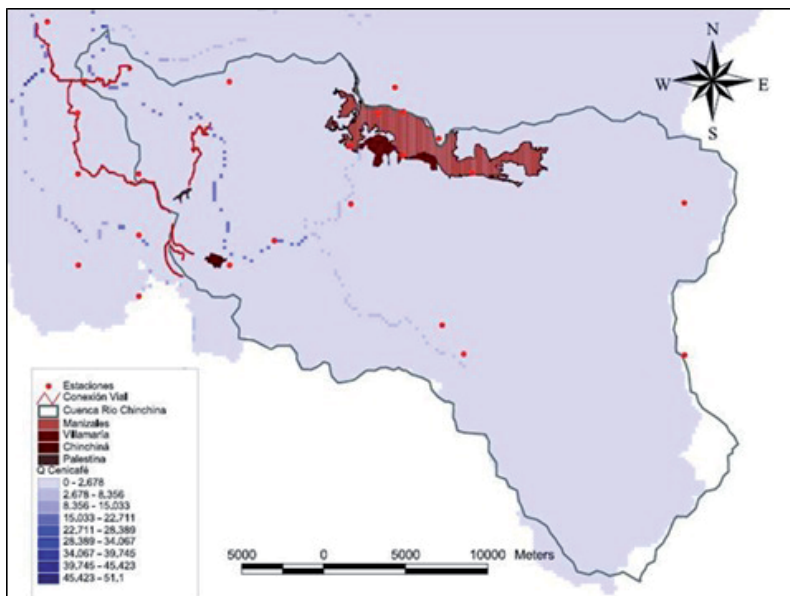 N
W E
S
Estaciones
Conexión Vial
Cuenca Río Chinchina
Manizales
Villamaría
Chinchiná
Palestina
Q Cenicafé
0 - 2,678
2,678 - 8,356
8,356 - 15,033
15,033 - 22,711
22,711 - 28,389
28,389 - 34,067
34,067 - 39,745
39,745 - 45,423
45,423 - 51,1
5000 0 5000 10000 Meters